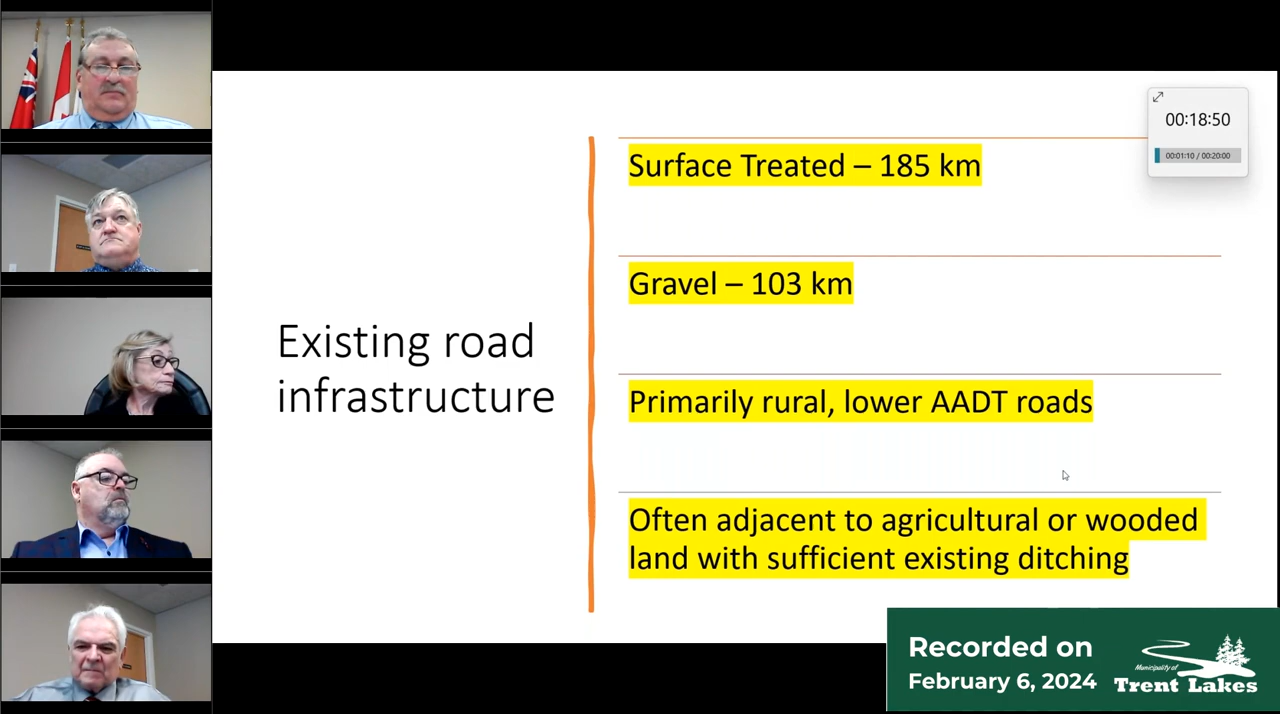 Existing road
infrastructure
Surface Treated – 185 km
Gravel – 103 km
Primarily rural, lower AADT roads
Often adjacent to agricultural or wooded
land with sufficient existing ditching
00:18:50
00:01:10 / 00:20:00
Recorded on
February 6, 2024
Municipality of
Trent Lakes